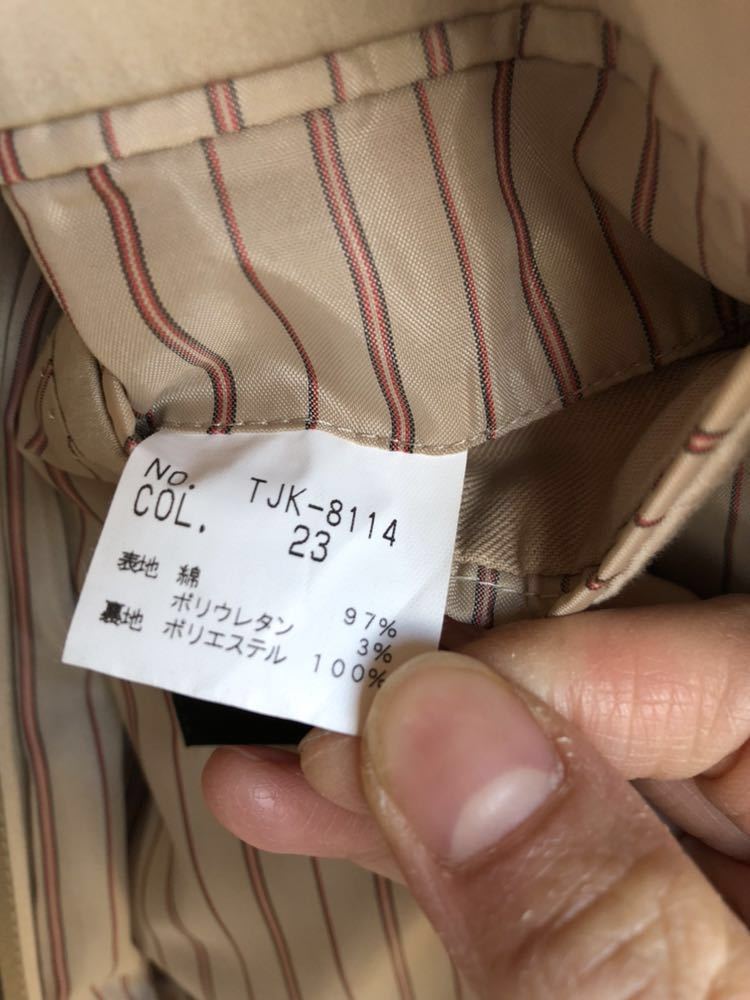 No. TJK-8114
COL. 23
表地 綿 97%
ポリウレタン 3%
裏地 ポリエステル 100%